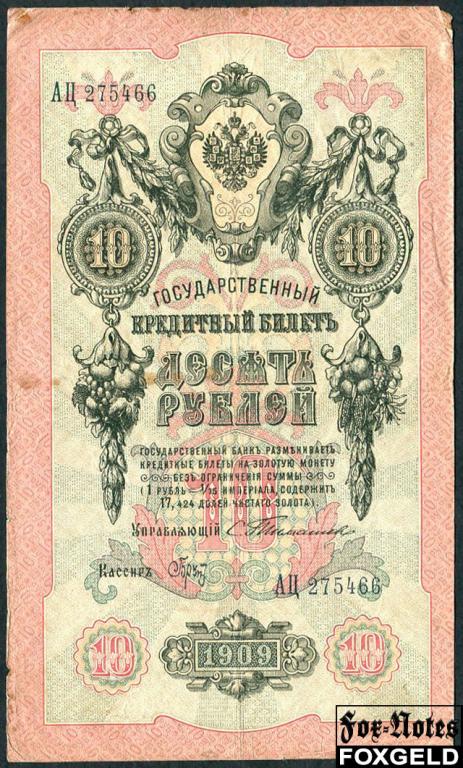 АЦ 275466
10 10
ГОСУДАРСТВЕННЫЙ
КРЕДИТНЫЙ БИЛЕТЪ
ДЕСЯТЬ
РУБЛЕЙ
ГОСУДАРСТВЕННЫЙ БАНКЪ РАЗМѢНИВАЕТЪ
КРЕДИТНЫЕ БИЛЕТЫ НА ЗОЛОТУЮ МОНЕТУ
БЕЗЪ ОГРАНИЧЕНІЯ СУММЫ
(1 РУБЛЬ = 1/15 ИМПЕРІАЛА, СОДЕРЖИТЪ
17,424 ДОЛЕЙ ЧИСТАГО ЗОЛОТА).
10
УПРАВЛЯЮЩІЙ
КАССИРЪ
АЦ 275466
10 1909 10
Fox-Notes
FOXGELD